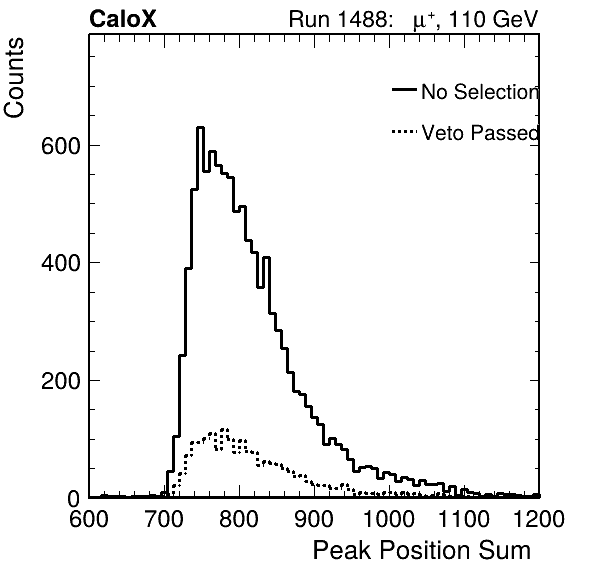 CaloX Run 1488: μ⁺, 110 GeV
Counts
No Selection
Veto Passed
600
400
200
0
600 700 800 900 1000 1100 1200
Peak Position Sum